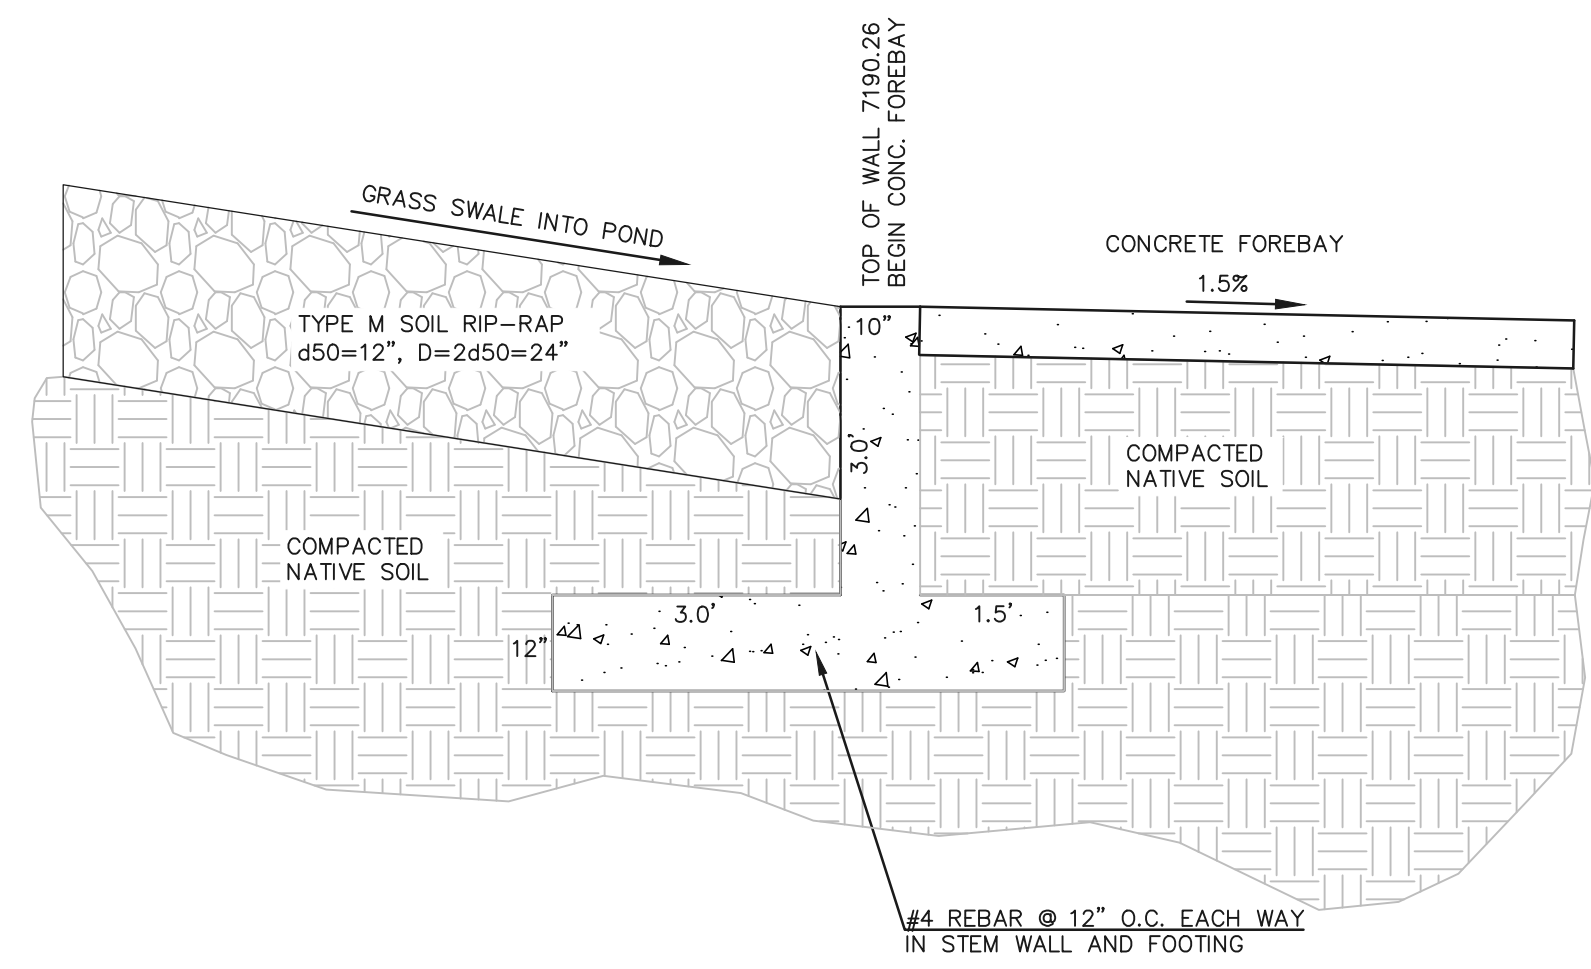 TOP OF WALL 7190.26
BEGIN CONC. FOREBAY
GRASS SWALE INTO POND
CONCRETE FOREBAY
1.5%
TYPE M SOIL RIP-RAP
d50=12", D=2d50=24"
10"
3.0'
COMPACTED
NATIVE SOIL
COMPACTED
NATIVE SOIL
3.0'
1.5'
12"
#4 REBAR @ 12" O.C. EACH WAY
IN STEM WALL AND FOOTING